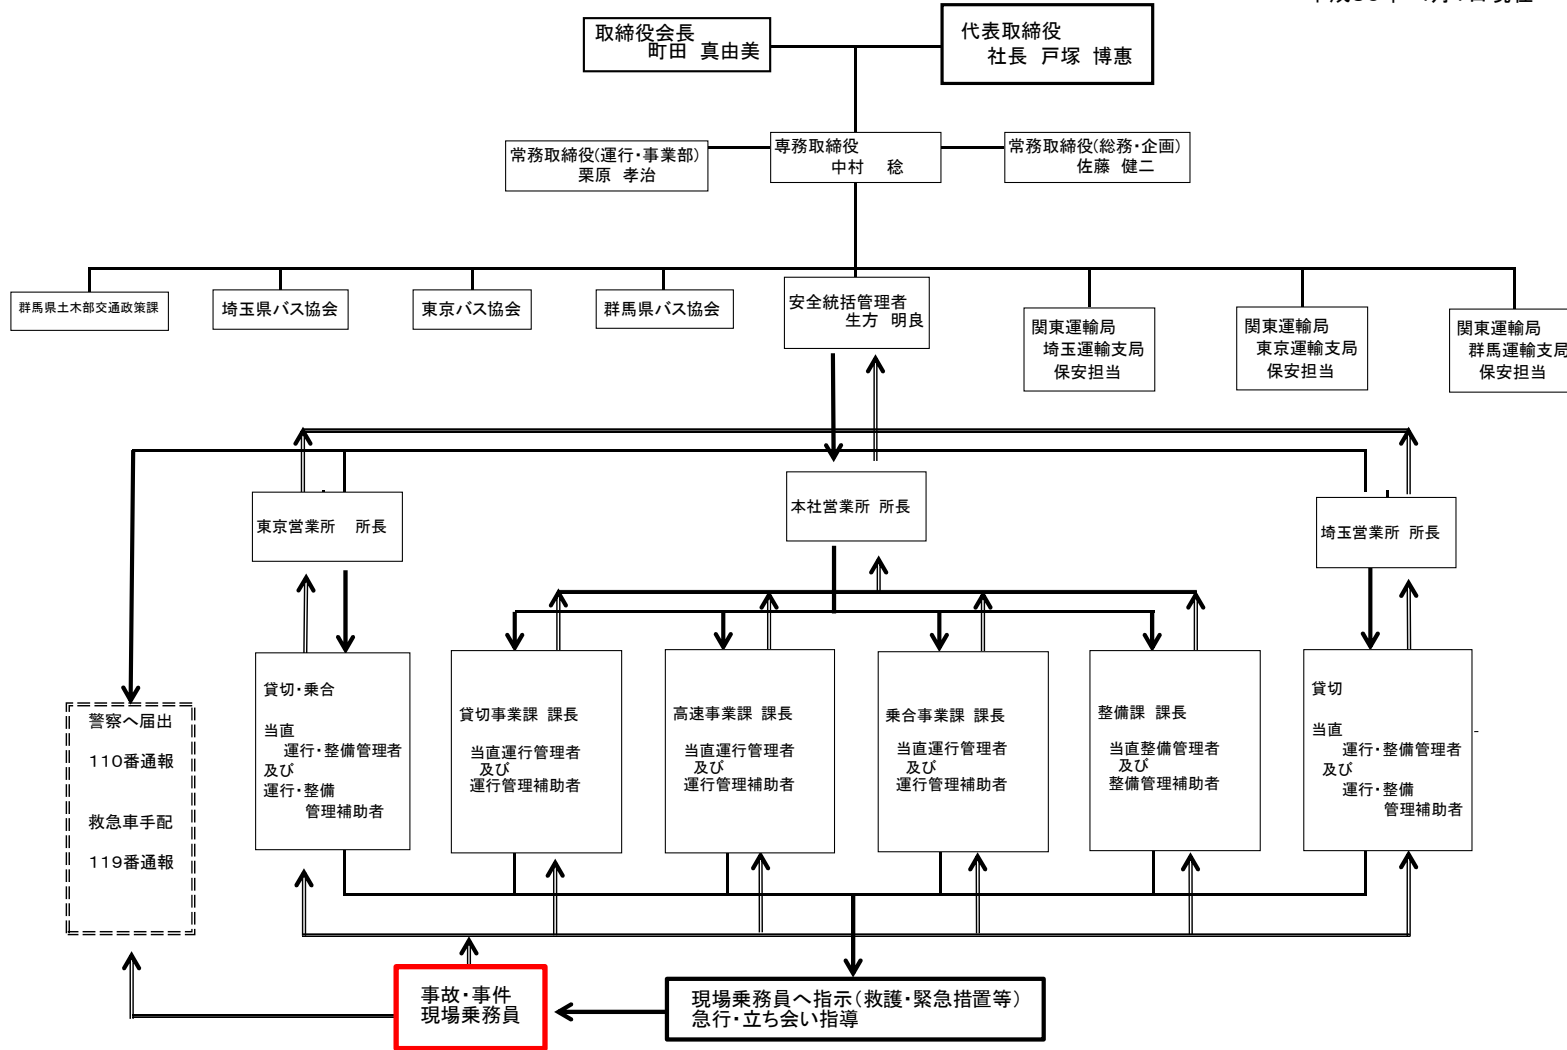 取締役会長
町田 真由美
代表取締役
社長 戸塚 博惠
常務取締役(運行・事業部)
栗原 孝治
専務取締役
中村 稔
常務取締役(総務・企画)
佐藤 健二
群馬県土木部交通政策課
埼玉県バス協会
東京バス協会
群馬県バス協会
安全統括管理者
生方 明良
関東運輸局
埼玉運輸支局
保安担当
関東運輸局
東京運輸支局
保安担当
関東運輸局
群馬運輸支局
保安担当
東京営業所 所長
本社営業所 所長
埼玉営業所 所長
警察へ届出
110番通報
救急車手配
119番通報
貸切・乗合
当直
運行・整備管理者
及び
運行・整備
管理補助者
貸切事業課 課長
当直運行管理者
及び
運行管理補助者
高速事業課 課長
当直運行管理者
及び
運行管理補助者
乗合事業課 課長
当直運行管理者
及び
運行管理補助者
整備課 課長
当直整備管理者
及び
整備管理補助者
貸切
当直
運行・整備管理者
及び
運行・整備
管理補助者
事故・事件
現場乗務員
現場乗務員へ指示(救護・緊急措置等)
急行・立ち会い指導